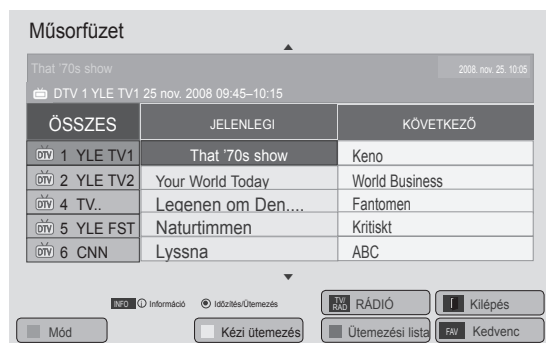 Műsorfüzet
That ’70s show 2008. nov. 25. 10:05
DTV 1 YLE TV1 25 nov. 2008 09:45–10:15
ÖSSZES JELENLEGI KÖVETKEZŐ
DTV 1 YLE TV1 That ’70s show Keno
DTV 2 YLE TV2 Your World Today World Business
DTV 4 TV.. Legenen om Den.... Fantomen
DTV 5 YLE FST Naturtimmen Kritiskt
DTV 6 CNN Lyssna ABC
INFO ⓘ Információ Időzítés/Ütemezés TV/RAD RÁDIÓ Kilépés
Mód Kézi ütemezés Ütemezési lista FAV Kedvenc